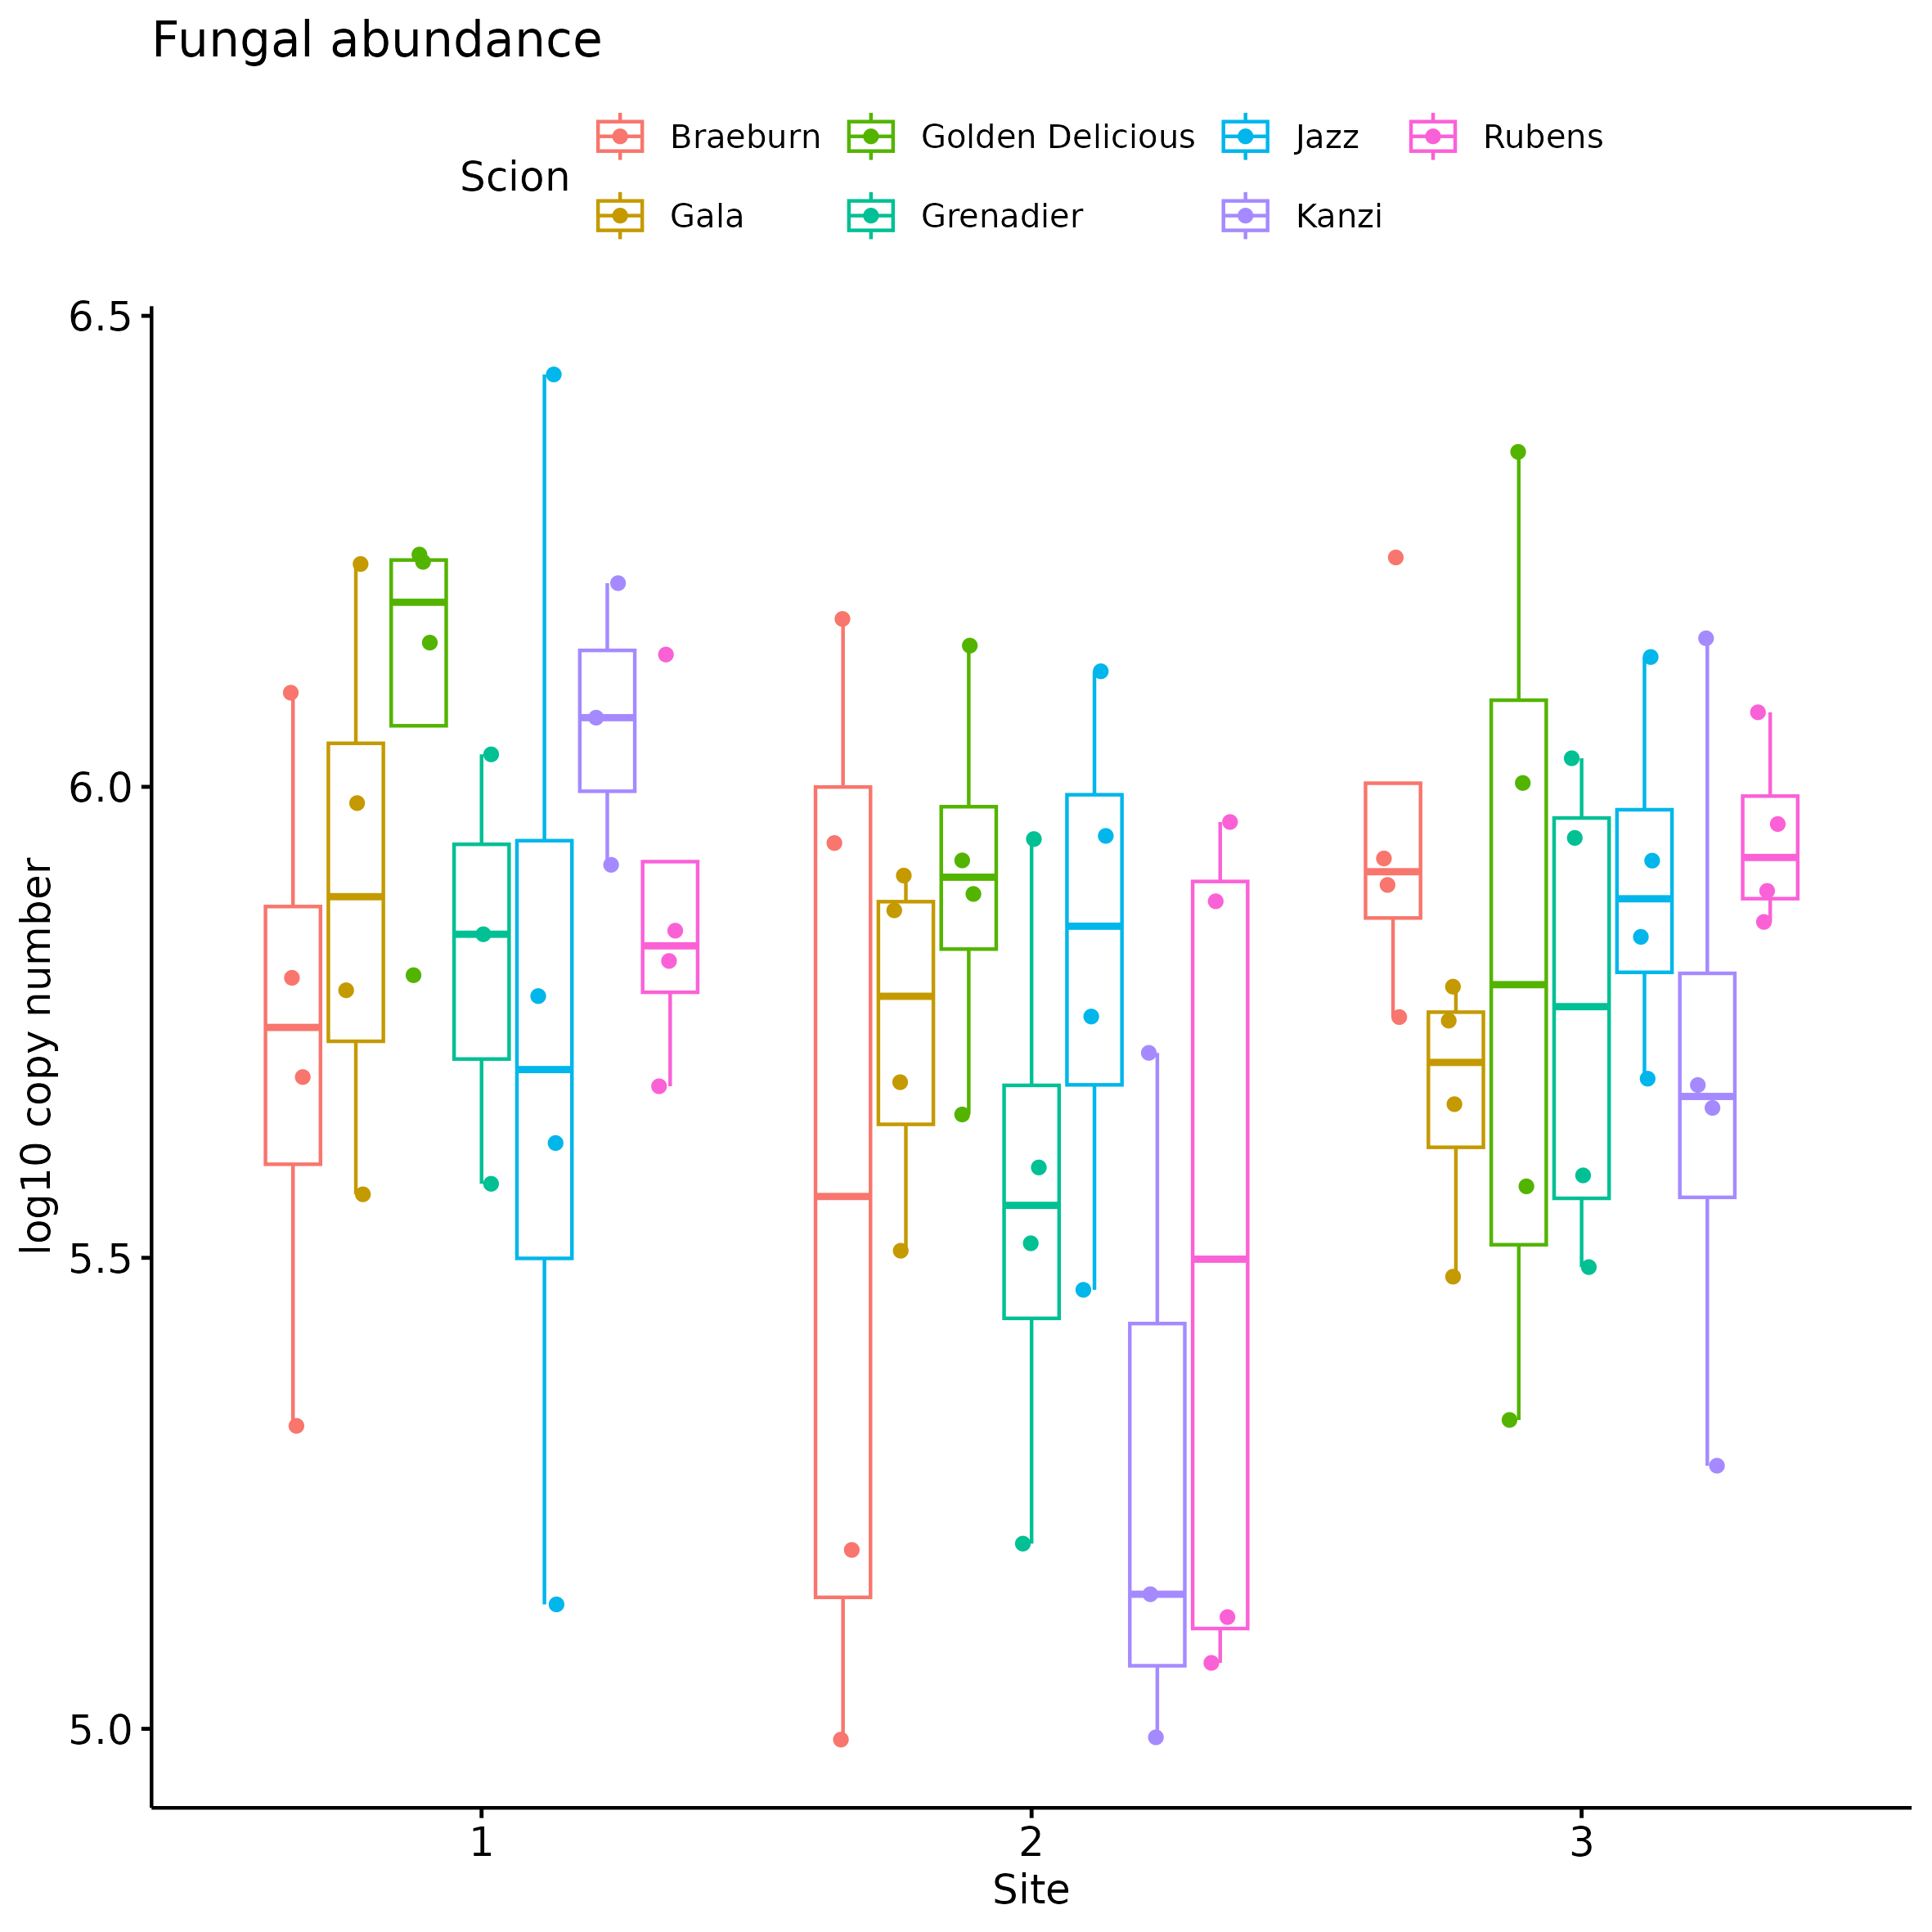 Fungal abundance
Scion
Braeburn
Golden Delicious
Jazz
Rubens
Gala
Grenadier
Kanzi
log10 copy number
6.5
6.0
5.5
5.0
1
2
3
Site